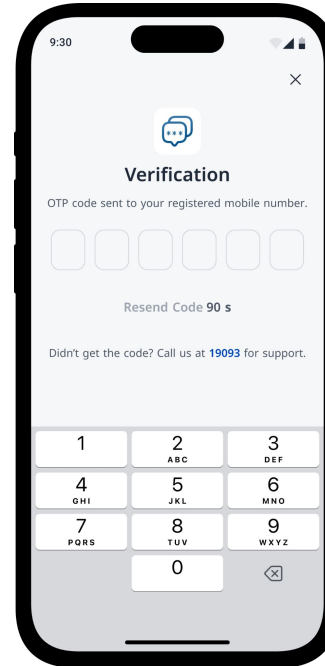 9:30
***
Verification
OTP code sent to your registered mobile number.
Resend Code 90 s
Didn't get the code? Call us at 19093 for support.
1 2 3
ABC DEF
4 5 6
GHI JKL MNO
7 8 9
PQRS TUV WXYZ
0